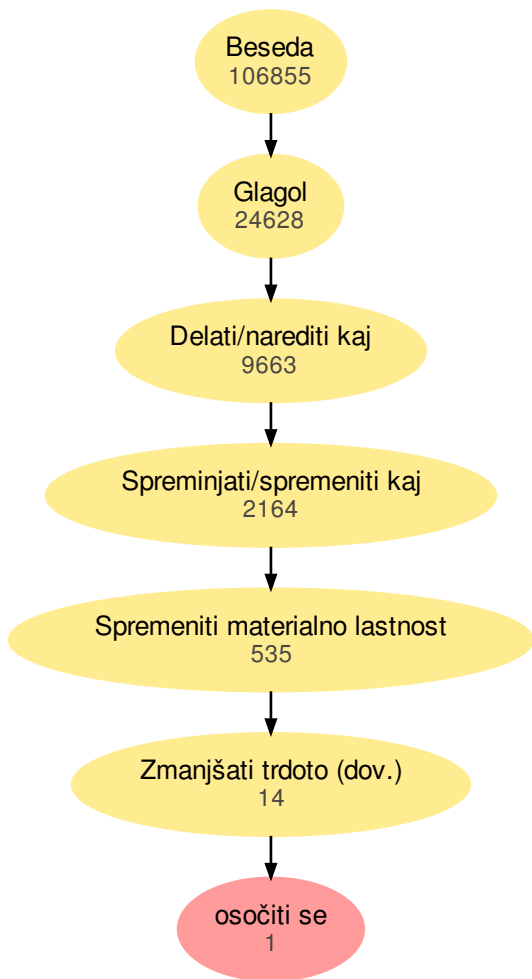 Beseda
106855
Glagol
24628
Delati/narediti kaj
9663
Spreminjati/spremeniti kaj
2164
Spremeniti materialno lastnost
535
Zmanjšati trdoto (dov.)
14
osočiti se
1